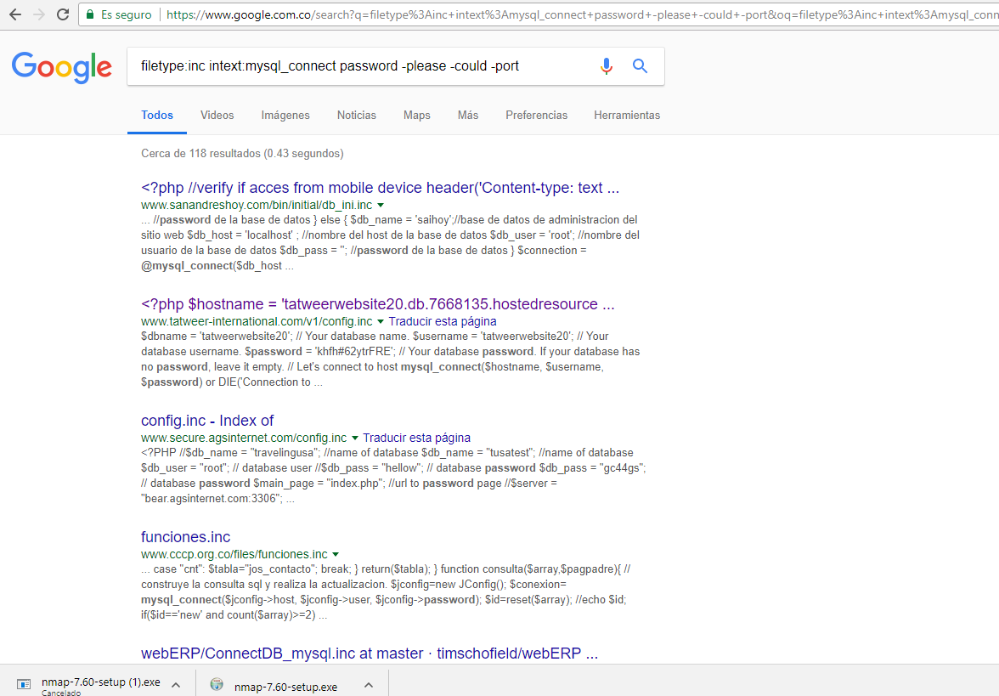 Es seguro | https://www.google.com.co/search?q=filetype%3Ainc+intext%3Amysql_connect+password+-please+-could+-port&oq=filetype%3Ainc+intext%3Amysql_conn
Google
filetype:inc intext:mysql_connect password -please -could -port
Todos Videos Imágenes Noticias Maps Más Preferencias Herramientas
Cerca de 118 resultados (0.43 segundos)
<?php //verify if acces from mobile device header('Content-type: text ...
www.sanandreshoy.com/bin/initial/db_ini.inc
... //password de la base de datos } else { $db_name = 'saihoy';//base de datos de administracion del
sitio web $db_host = 'localhost' ; //nombre del host de la base de datos $db_user = 'root'; //nombre del
usuario de la base de datos $db_pass = ''; //password de la base de datos } $connection =
@mysql_connect($db_host ...
<?php $hostname = 'tatweerwebsite20.db.7668135.hostedresource ...
www.tatweer-international.com/v1/config.inc Traducir esta página
$dbname = 'tatweerwebsite20'; // Your database name. $username = 'tatweerwebsite20'; // Your
database username. $password = 'khfh#62ytrFRE'; // Your database password. If your database has
no password, leave it empty. // Let's connect to host mysql_connect($hostname, $username,
$password) or DIE('Connection to ...
config.inc - Index of
www.secure.agsinternet.com/config.inc Traducir esta página
<?PHP //$db_name = "travelingusa"; //name of database $db_name = "tusatest"; //name of database
$db_user = "root"; // database user //$db_pass = "hellow"; // database password $db_pass = "gc44gs";
// database password $main_page = "index.php"; //url to password page //$server =
"bear.agsinternet.com:3306"; ...
funciones.inc
www.cccp.org.co/files/funciones.inc
... case "cnt": $tabla="jos_contacto"; break; } return($tabla); } function consulta($array,$pagpadre){ //
construye la consulta sql y realiza la actualizacion. $jconfig=new JConfig(); $conexion=
mysql_connect($jconfig->host, $jconfig->user, $jconfig->password); $id=reset($array); //echo $id;
if($id=='new' and count($array)>=2) ...
webERP/ConnectDB_mysql.inc at master · timschofield/webERP ...
nmap-7.60-setup (1).exe
Cancelado
nmap-7.60-setup.exe